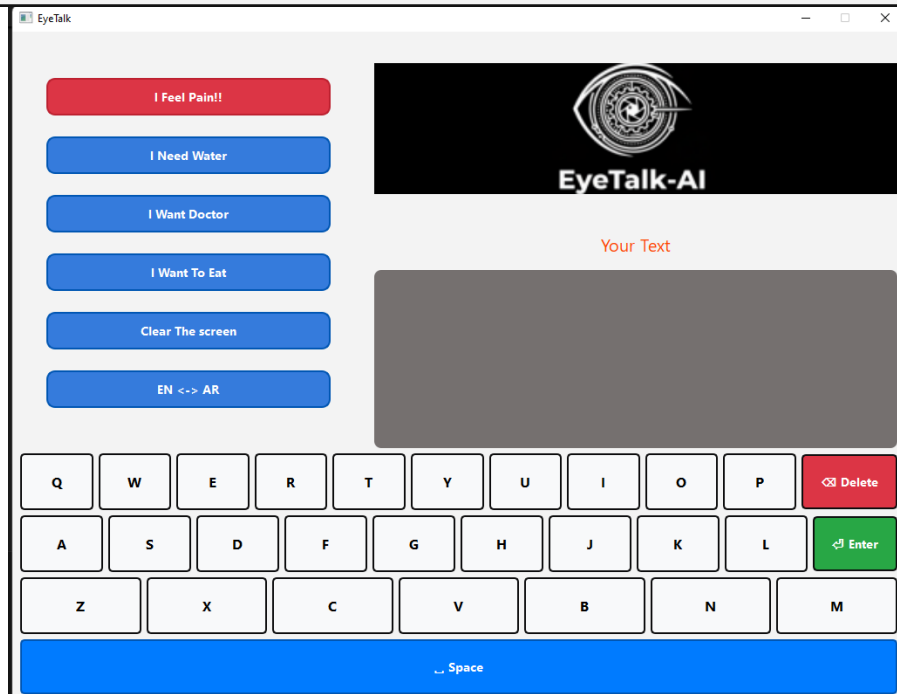 EyeTalk
I Feel Pain!!
I Need Water
I Want Doctor
I Want To Eat
Clear The screen
EN <-> AR
EyeTalk-AI
Your Text
Q W E R T Y U I O P ⌫ Delete
A S D F G H J K L ⏎ Enter
Z X C V B N M
⎵ Space